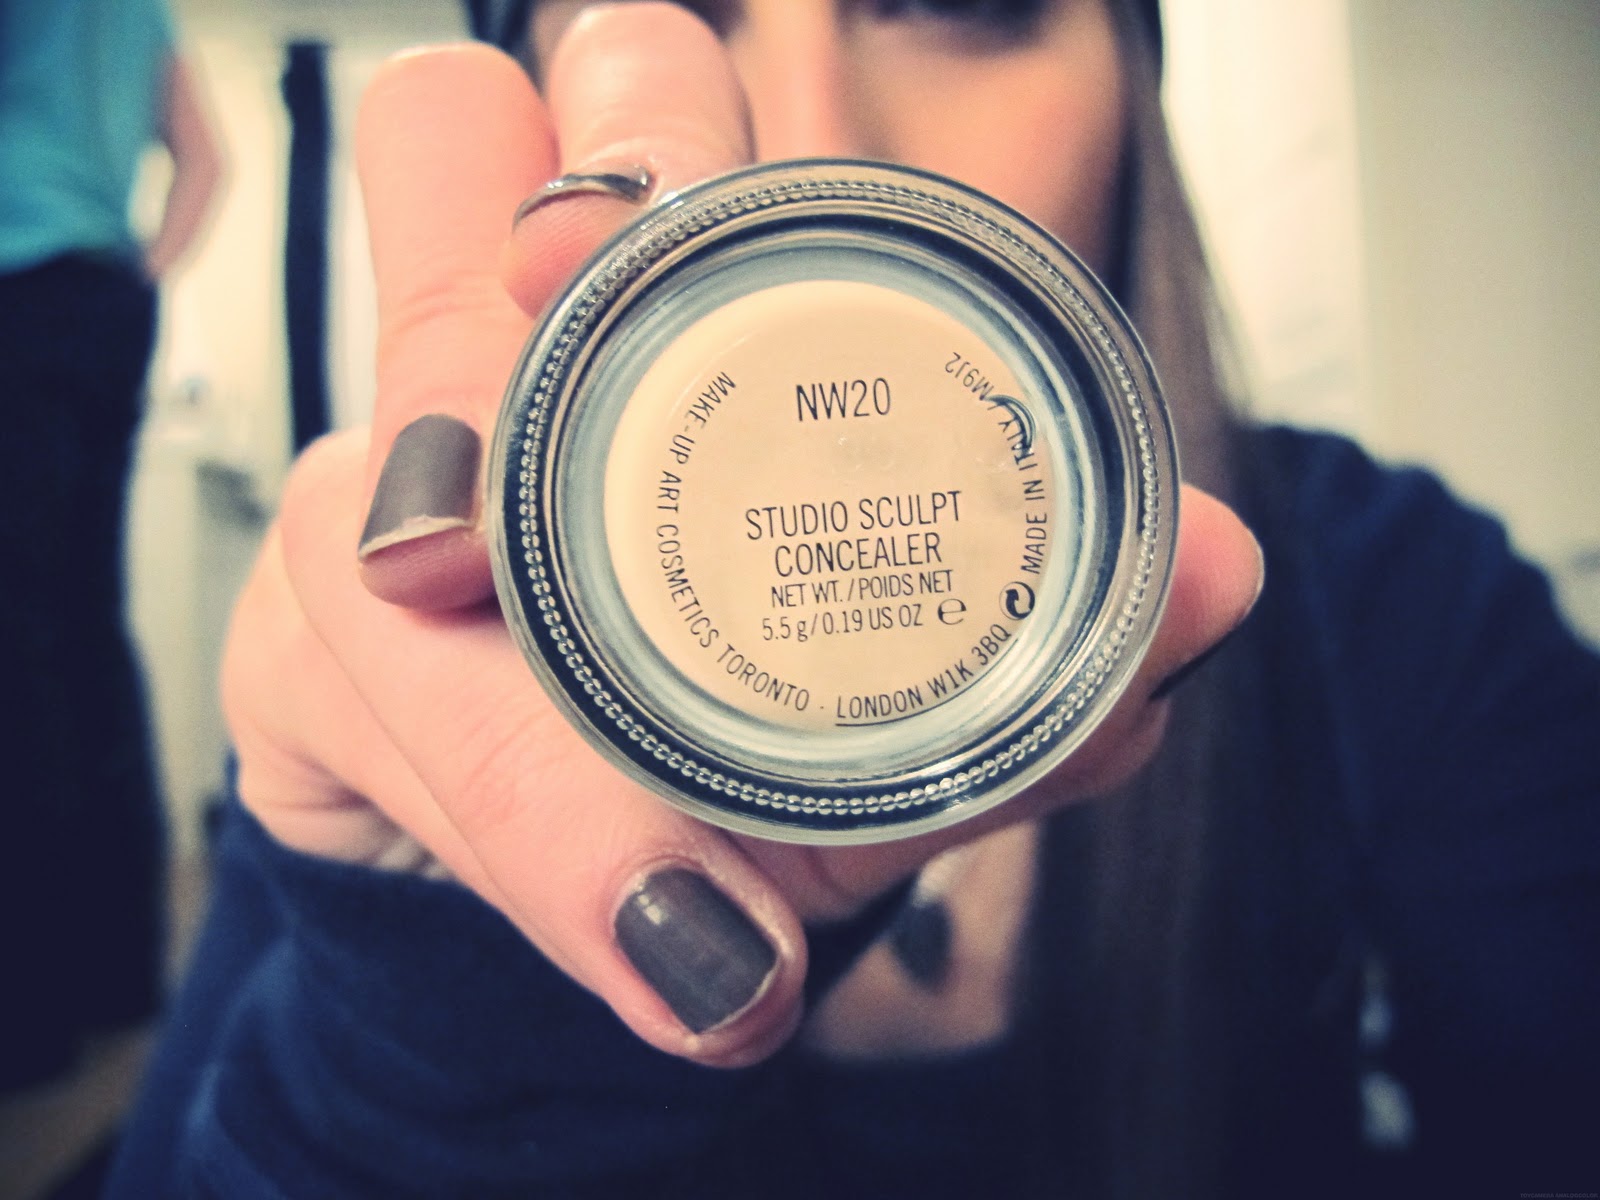 NW20
STUDIO SCULPT
CONCEALER
NET WT. / POIDS NET
5.5 g / 0.19 US OZ e
MAKE-UP ART COSMETICS TORONTO · LONDON W1K 3BQ
MADE IN ITALY / M9J2